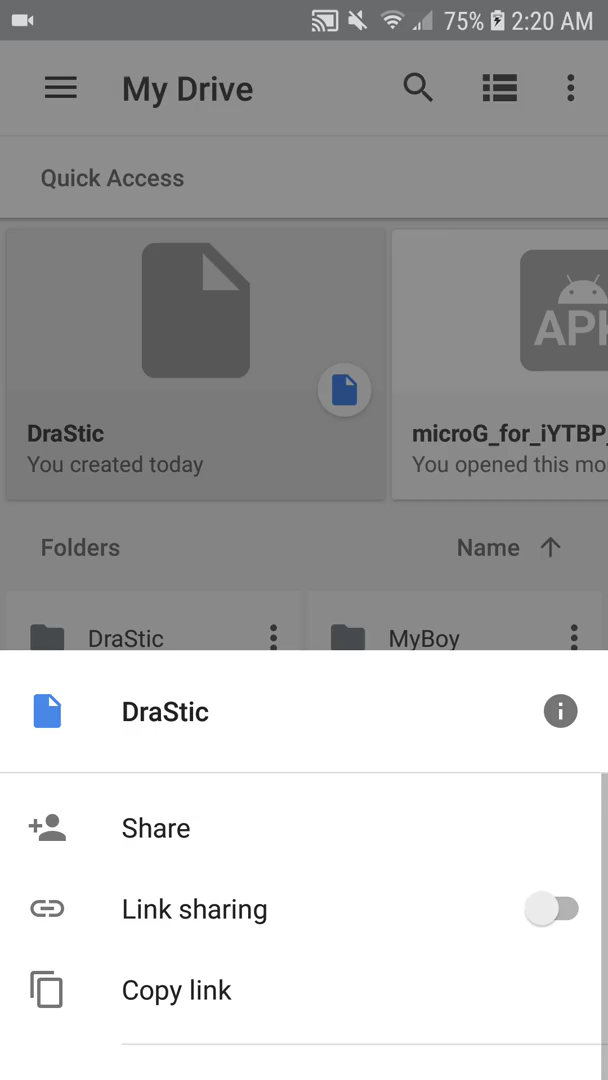 75% 2:20 AM
My Drive
Quick Access
APK
DraStic
You created today
microG_for_iYTBP_
You opened this mo
Folders
Name
DraStic
MyBoy
DraStic
Share
Link sharing
Copy link